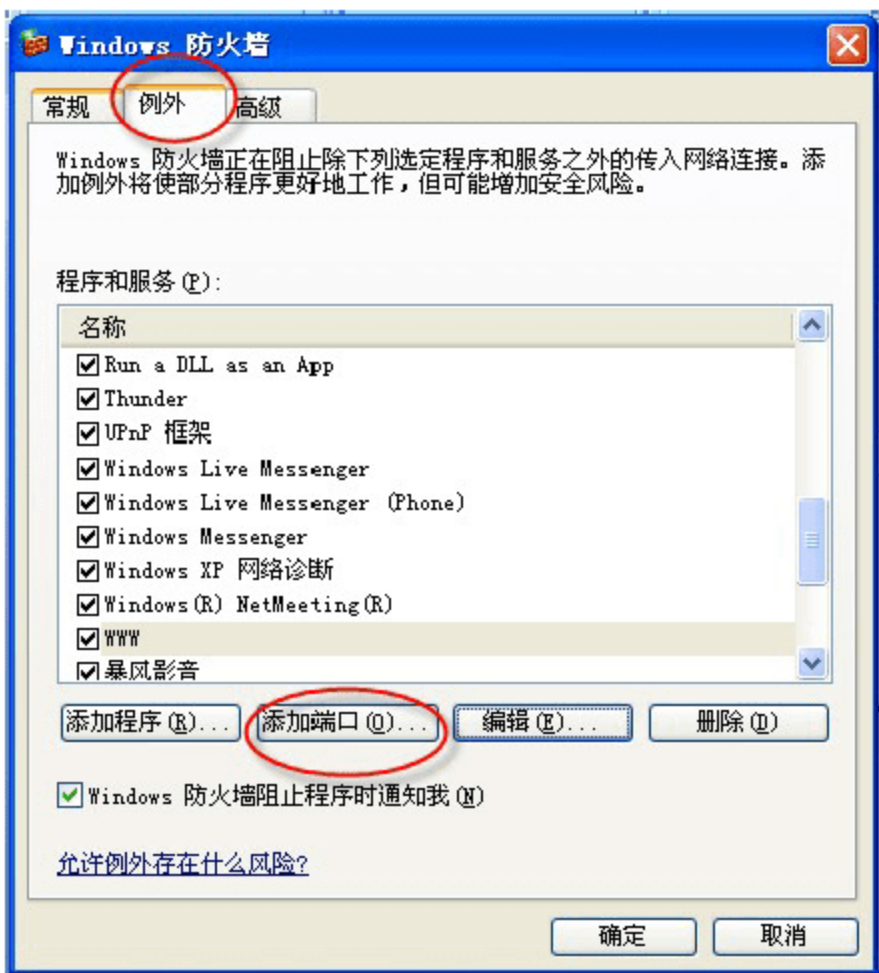 Windows 防火墙
常规 例外 高级
Windows 防火墙正在阻止除下列选定程序和服务之外的传入网络连接。添
加例外将使部分程序更好地工作，但可能增加安全风险。
程序和服务(P):
名称
Run a DLL as an App
Thunder
UPnP 框架
Windows Live Messenger
Windows Live Messenger (Phone)
Windows Messenger
Windows XP 网络诊断
Windows(R) NetMeeting(R)
WWW
暴风影音
添加程序(R)... 添加端口(O)... 编辑(E)... 删除(D)
Windows 防火墙阻止程序时通知我(N)
允许例外存在什么风险?
确定 取消